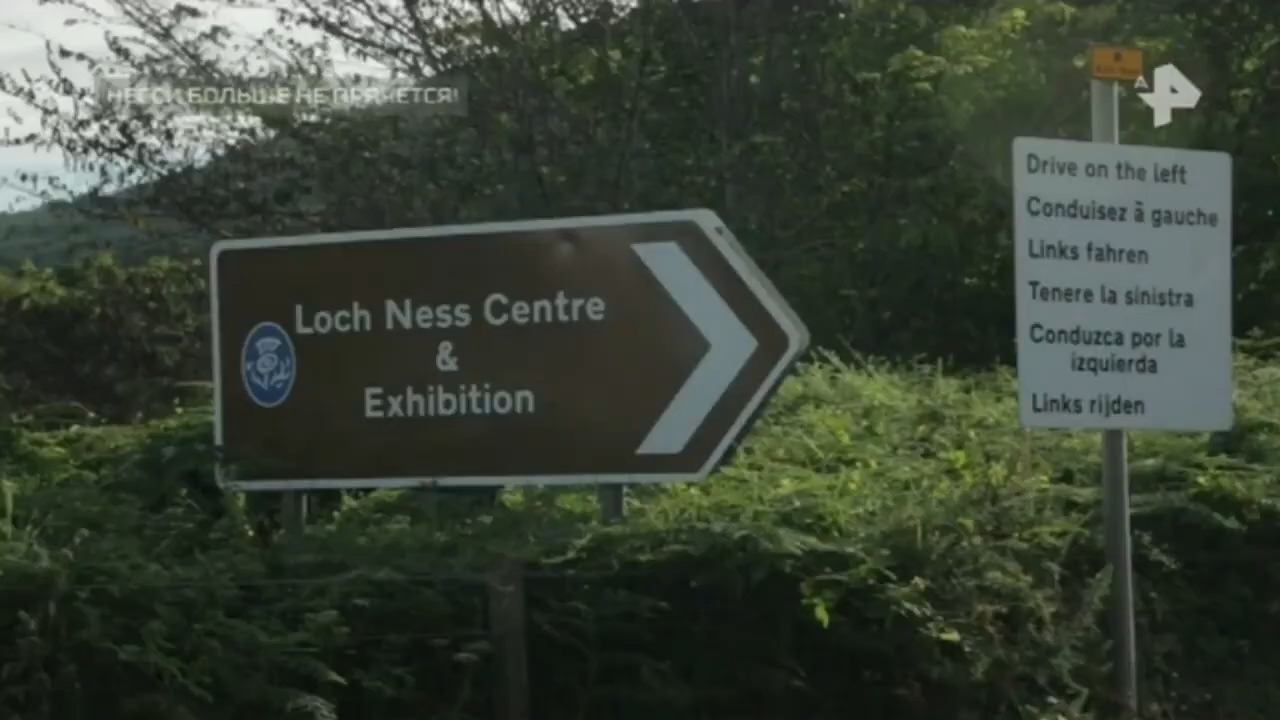 НЕССИ БОЛЬШЕ НЕ ПРЯЧЕТСЯ!
Loch Ness Centre
&
Exhibition
Drive on the left
Conduisez à gauche
Links fahren
Tenere la sinistra
Conduzca por la
izquierda
Links rijden